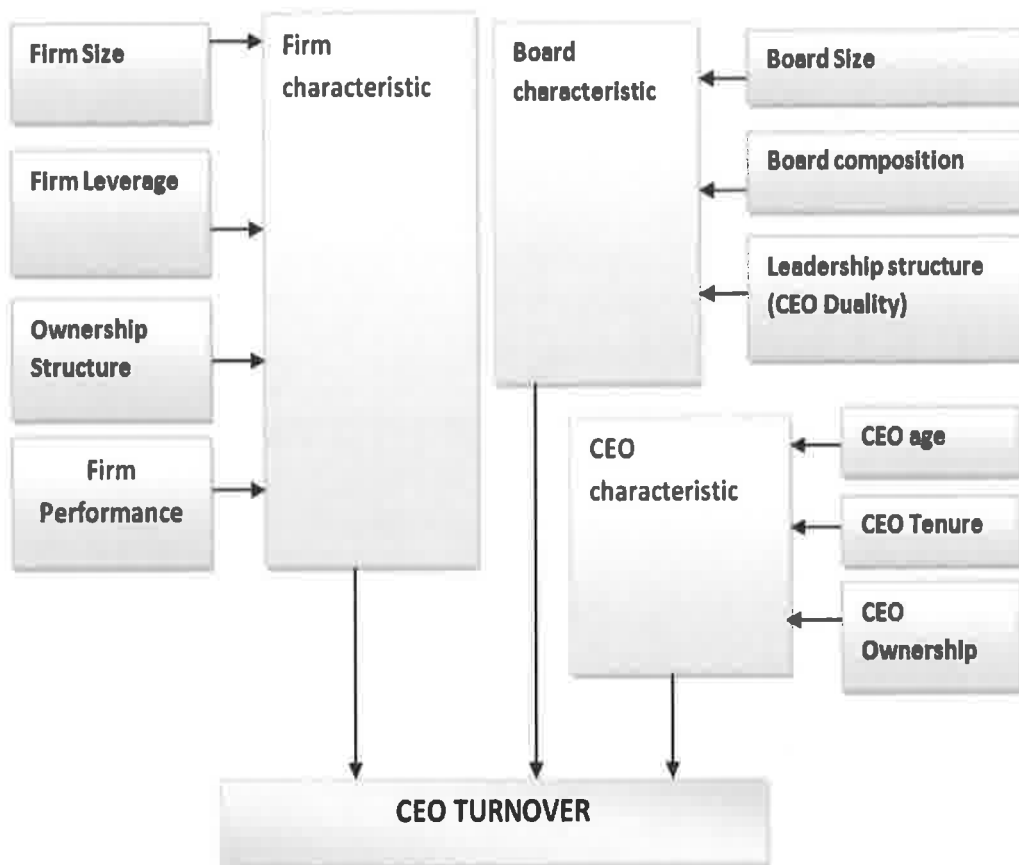 Firm Size
Firm Leverage
Ownership
Structure
Firm
Performance
Firm
characteristic
Board
characteristic
Board Size
Board composition
Leadership structure
(CEO Duality)
CEO
characteristic
CEO age
CEO Tenure
CEO
Ownership
CEO TURNOVER